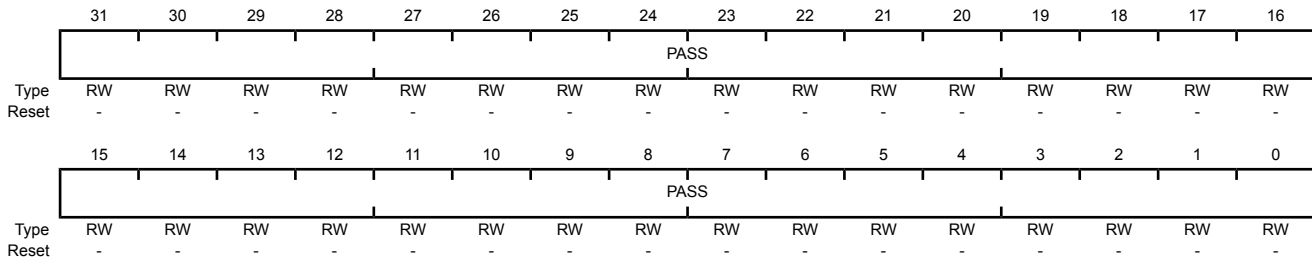 31 30 29 28 27 26 25 24 23 22 21 20 19 18 17 16
PASS
Type RW RW RW RW RW RW RW RW RW RW RW RW RW RW RW RW
Reset - - - - - - - - - - - - - - - -
15 14 13 12 11 10 9 8 7 6 5 4 3 2 1 0
PASS
Type RW RW RW RW RW RW RW RW RW RW RW RW RW RW RW RW
Reset - - - - - - - - - - - - - - - -